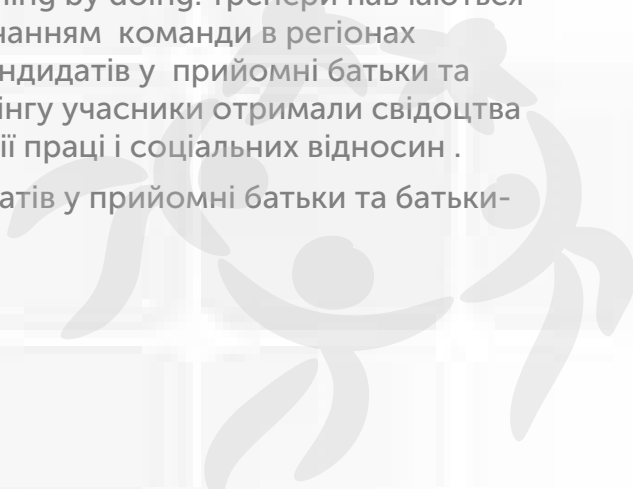 ning by doing. Тренери навчаються
чанням команди в регіонах
ндидатів у прийомні батьки та
інгу учасники отримали свідоцтва
ії праці і соціальних відносин .
атів у прийомні батьки та батьки-